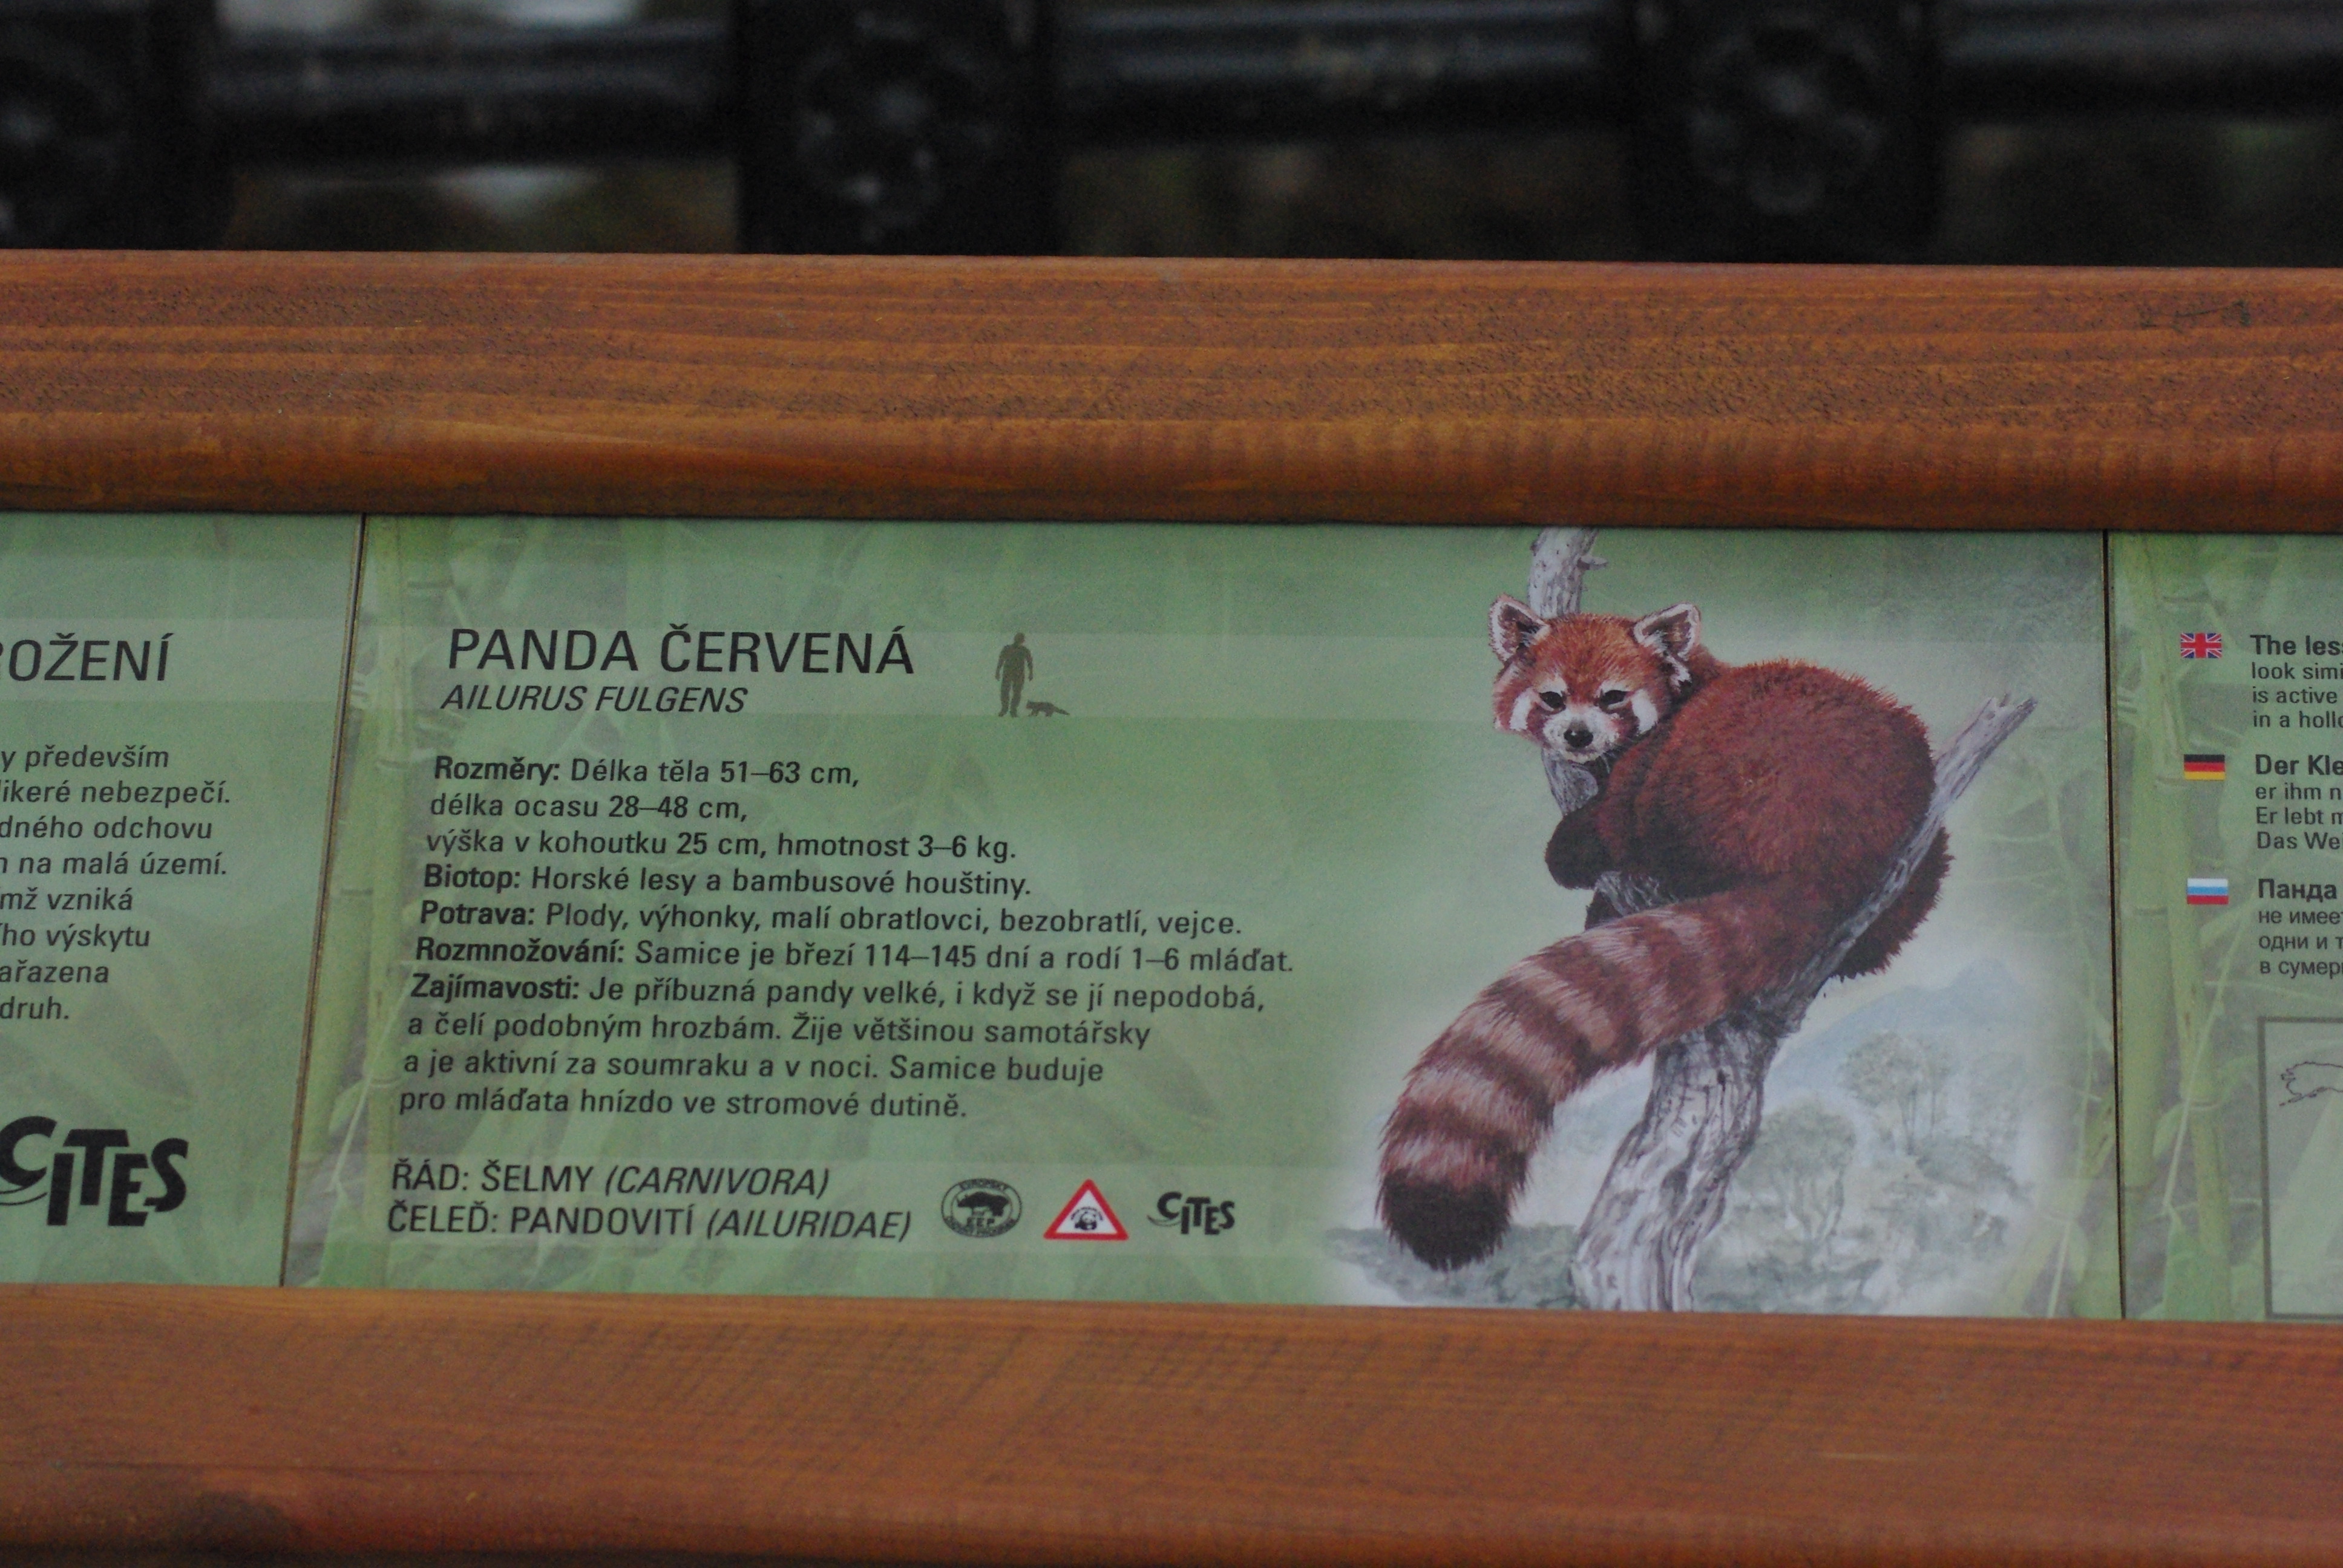 OŽENÍ
y především
likeré nebezpečí.
dného odchovu
na malá území.
mž vzniká
ho výskytu
ařazena
druh.
CITES
PANDA ČERVENÁ
AILURUS FULGENS
Rozměry: Délka těla 51–63 cm,
délka ocasu 28–48 cm,
výška v kohoutku 25 cm, hmotnost 3–6 kg.
Biotop: Horské lesy a bambusové houštiny.
Potrava: Plody, výhonky, malí obratlovci, bezobratlí, vejce.
Rozmnožování: Samice je březí 114–145 dní a rodí 1–6 mláďat.
Zajímavosti: Je příbuzná pandy velké, i když se jí nepodobá,
a čelí podobným hrozbám. Žije většinou samotářsky
a je aktivní za soumraku a v noci. Samice buduje
pro mláďata hnízdo ve stromové dutině.
ŘÁD: ŠELMY (CARNIVORA)
ČELEĎ: PANDOVITÍ (AILURIDAE)
EEP
CITES
The les
look simi
is active
in a hollo
Der Kle
er ihm n
Er lebt m
Das We
Панда
не имеет
одни и т
в сумер